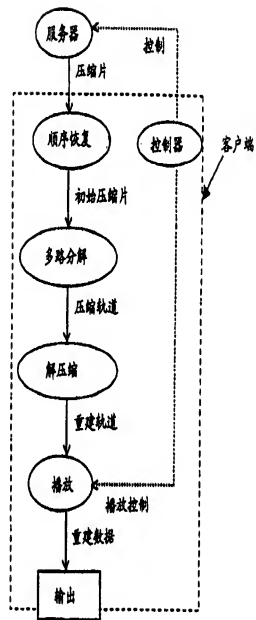 服务器
控制
压缩片
顺序恢复
控制器
客户端
初始压缩片
多路分解
压缩轨道
解压缩
重建轨道
播放
播放控制
重建数据
输出